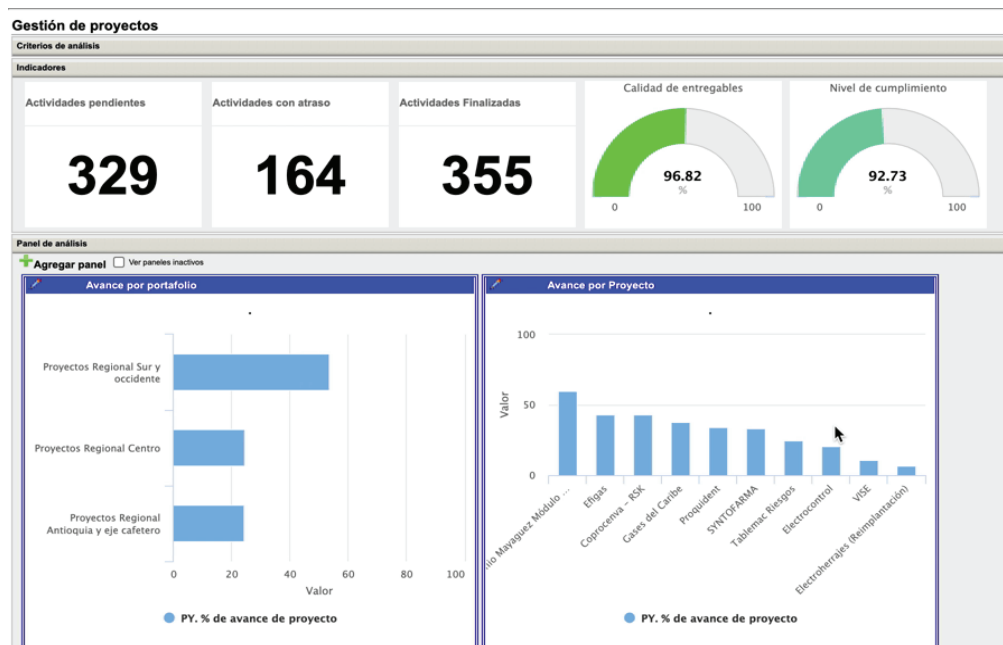 Gestión de proyectos
Criterios de análisis
Indicadores
Actividades pendientes
329
Actividades con atraso
164
Actividades Finalizadas
355
Calidad de entregables
96.82
%
0
100
Nivel de cumplimiento
92.73
%
0
100
Panel de análisis
Agregar panel
Ver paneles inactivos
Avance por portafolio
.
Proyectos Regional Sur y
occidente
Proyectos Regional Centro
Proyectos Regional
Antioquia y eje cafetero
0 20 40 60 80 100
Valor
PY. % de avance de proyecto
Avance por Proyecto
.
Valor
100
50
0
Mayaguez Módulo ...
Efigas
Coprocenva – RSK
Gases del Caribe
Proquident
SYNTOFARMA
Tablemac Riesgos
Electrocontrol
VISE
Electroherrajes (Reimplantación)
PY. % de avance de proyecto